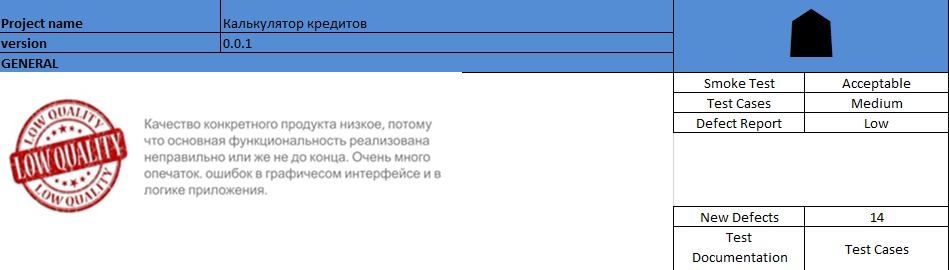 Project name Калькулятор кредитов
version 0.0.1
GENERAL
Smoke Test Acceptable
Test Cases Medium
Defect Report Low
LOW QUALITY
LOW QUALITY
LOW QUALITY
Качество конкретного продукта низкое, потому
что основная функциональность реализована
неправильно или же не до конца. Очень много
опечаток. ошибок в графичесом интерфейсе и в
логике приложения.
New Defects 14
Test
Documentation Test Cases